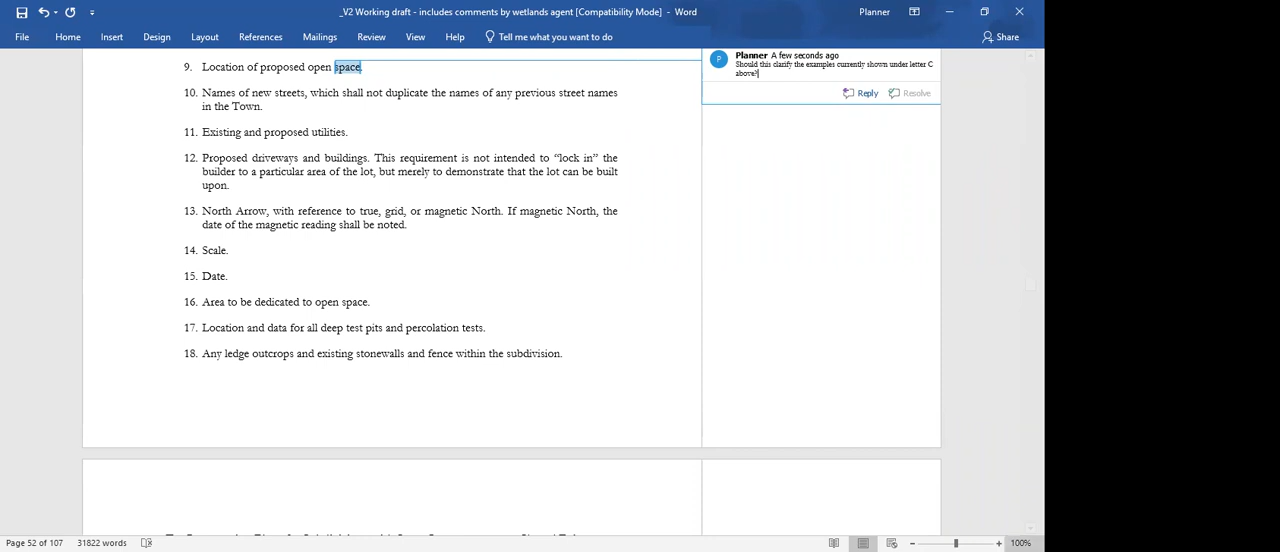 _V2 Working draft - includes comments by wetlands agent [Compatibility Mode] - Word
Planner
File Home Insert Design Layout References Mailings Review View Help Tell me what you want to do Share
9. Location of proposed open space.
10. Names of new streets, which shall not duplicate the names of any previous street names
in the Town.
11. Existing and proposed utilities.
12. Proposed driveways and buildings. This requirement is not intended to “lock in” the
builder to a particular area of the lot, but merely to demonstrate that the lot can be built
upon.
13. North Arrow, with reference to true, grid, or magnetic North. If magnetic North, the
date of the magnetic reading shall be noted.
14. Scale.
15. Date.
16. Area to be dedicated to open space.
17. Location and data for all deep test pits and percolation tests.
18. Any ledge outcrops and existing stonewalls and fence within the subdivision.
P
Planner A few seconds ago
Should this clarify the examples currently shown under letter C
above?
Reply Resolve
Page 52 of 107 31822 words
100%